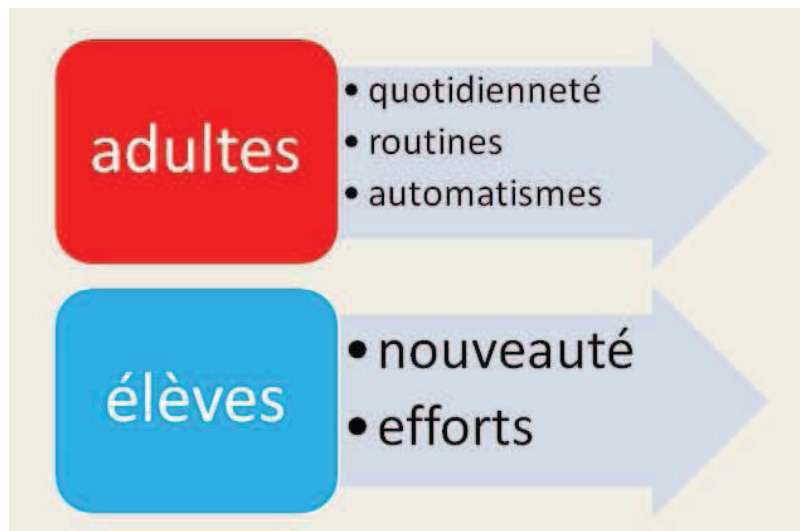 adultes
• quotidienneté
• routines
• automatismes
élèves
• nouveauté
• efforts